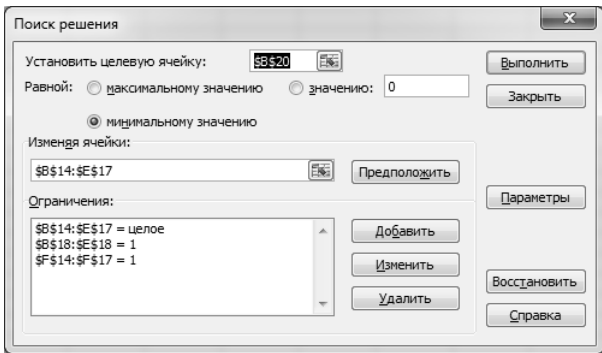 Поиск решения
x
Установить целевую ячейку: $B$20
Выполнить
Равной: максимальному значению значению: 0
Закрыть
минимальному значению
Изменяя ячейки:
$B$14:$E$17
Предположить
Параметры
Ограничения:
$B$14:$E$17 = целое
$B$18:$E$18 = 1
$F$14:$F$17 = 1
Добавить
Изменить
Удалить
Восстановить
Справка